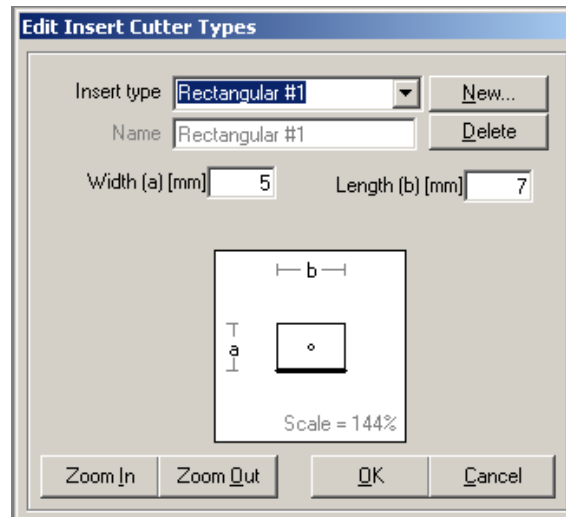 Edit Insert Cutter Types
Insert type Rectangular #1 New...
Name Rectangular #1 Delete
Width (a) [mm] 5 Length (b) [mm] 7
b
a
Scale = 144%
Zoom In Zoom Out OK Cancel